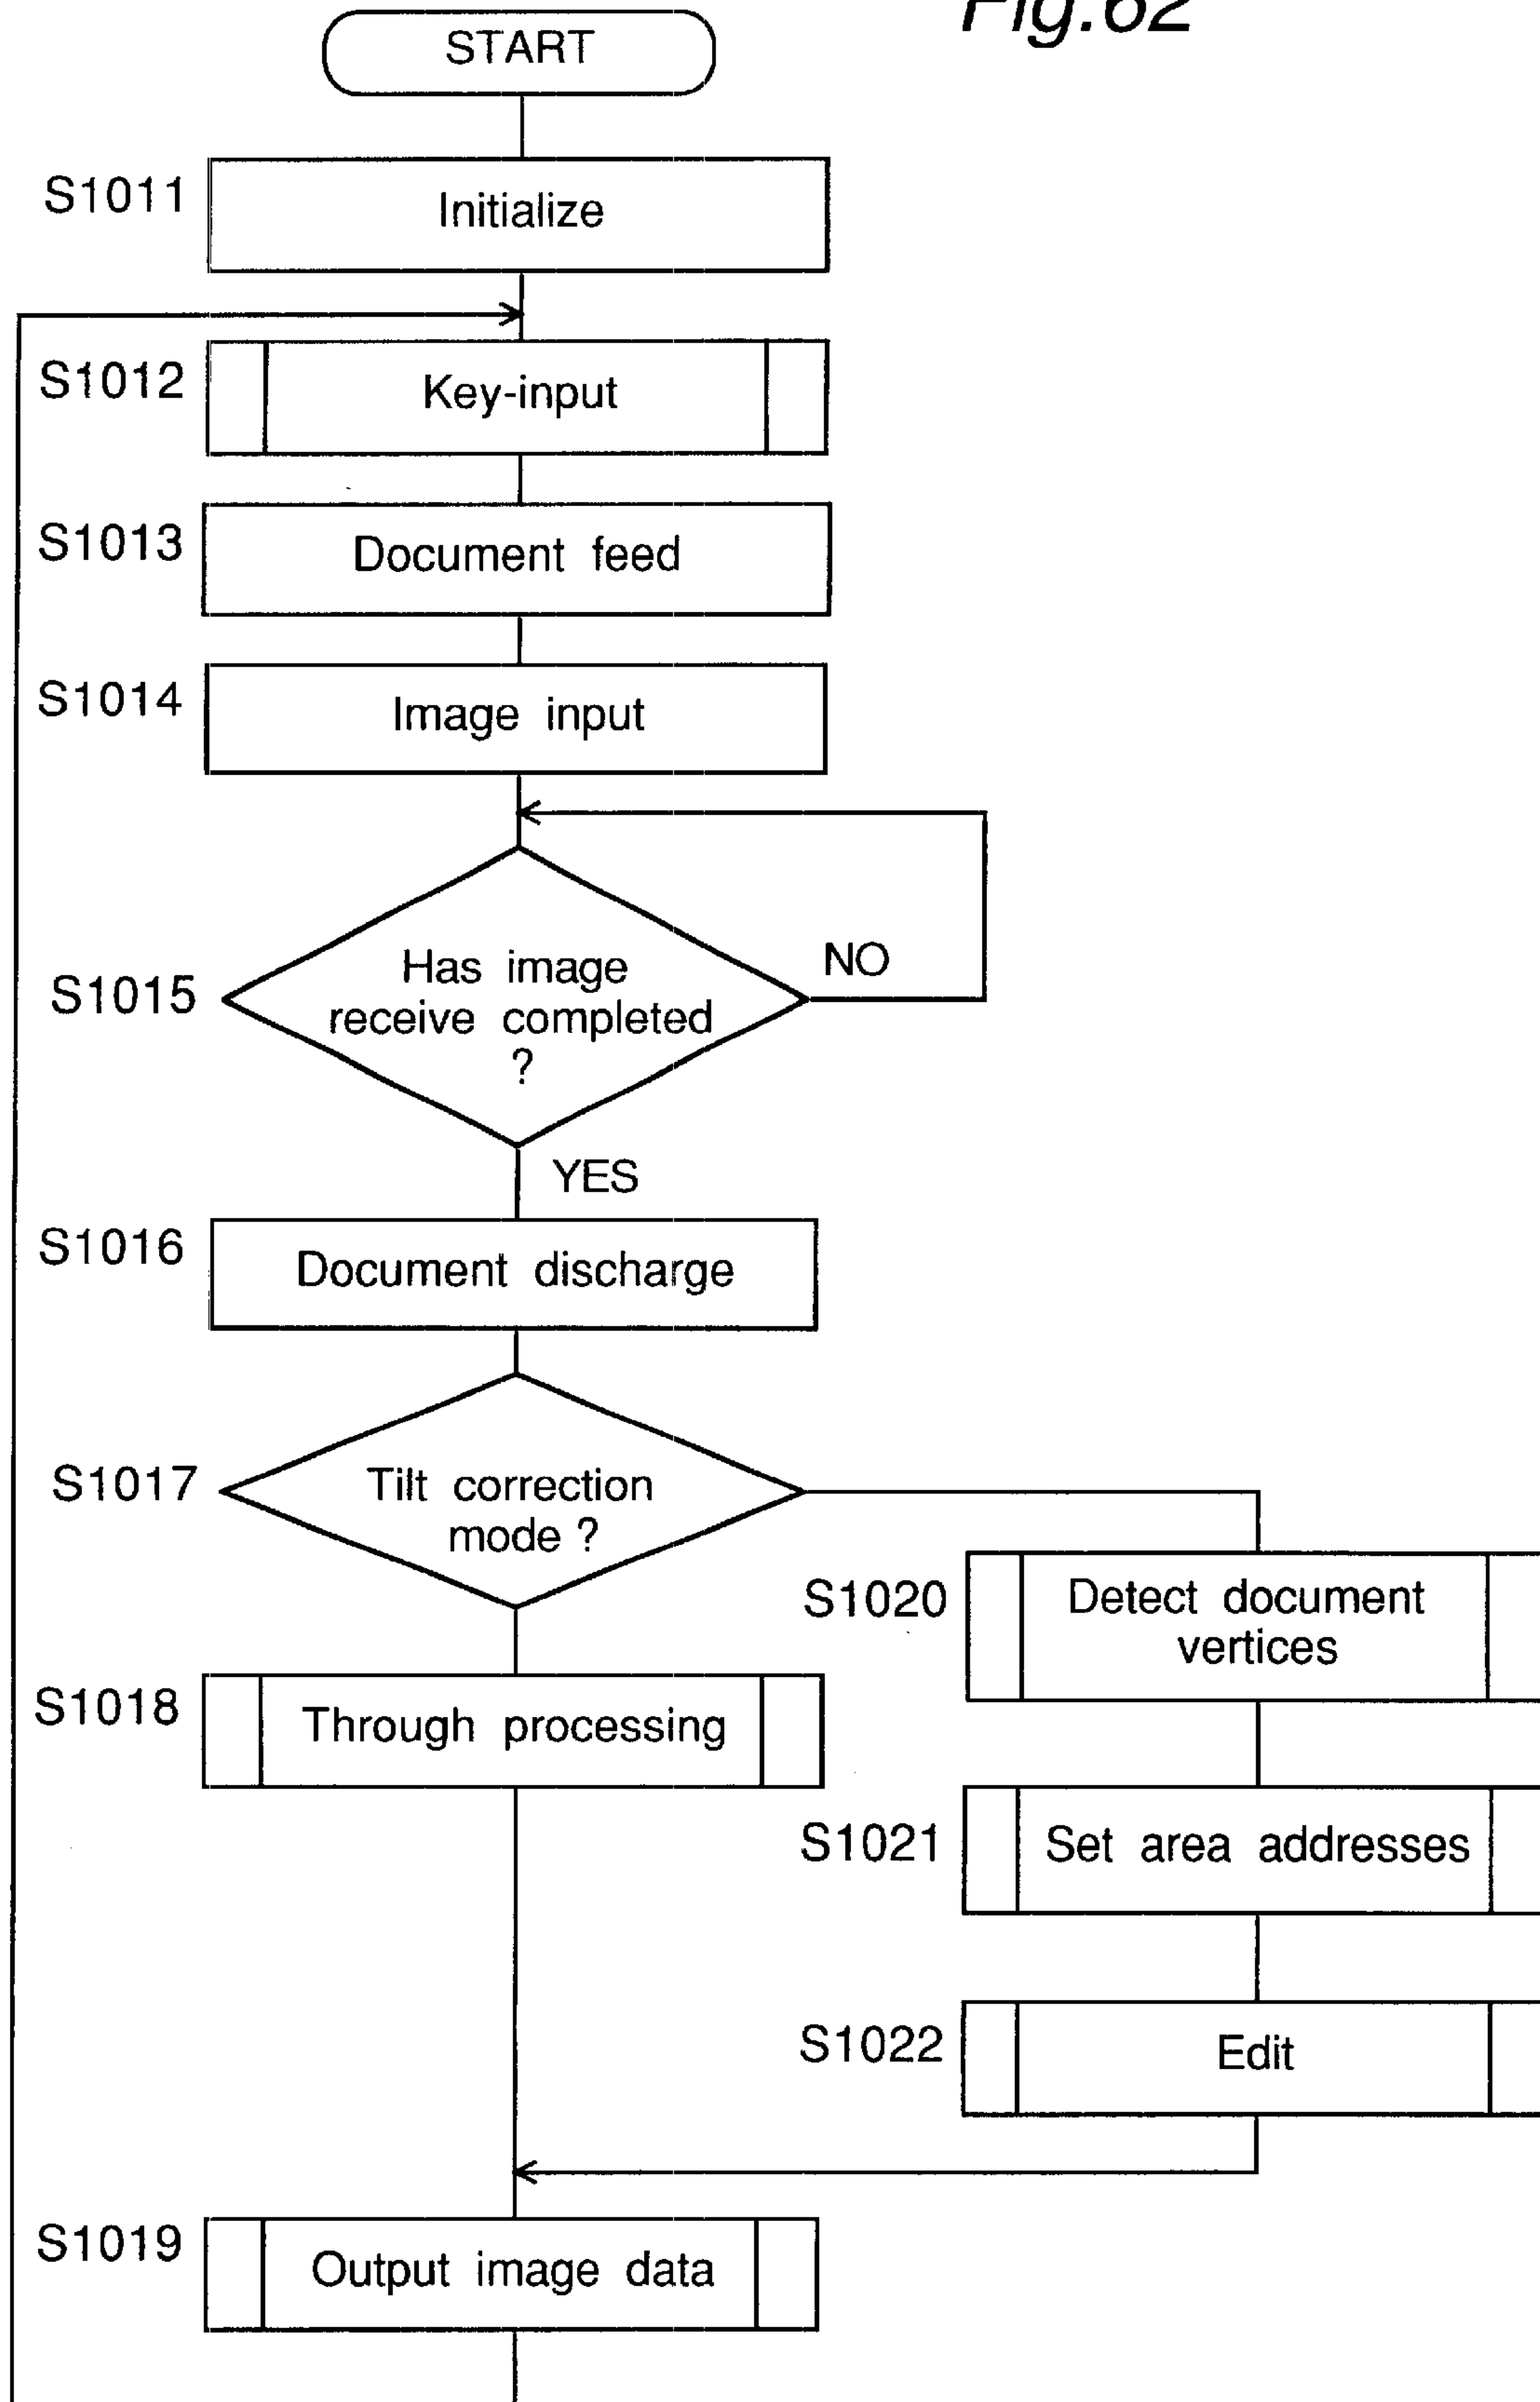 Fig.62
START
S1011
Initialize
S1012
Key-input
S1013
Document feed
S1014
Image input
S1015
Has image
receive completed
?
NO
YES
S1016
Document discharge
S1017
Tilt correction
mode ?
S1020
Detect document
vertices
S1018
Through processing
S1021
Set area addresses
S1022
Edit
S1019
Output image data